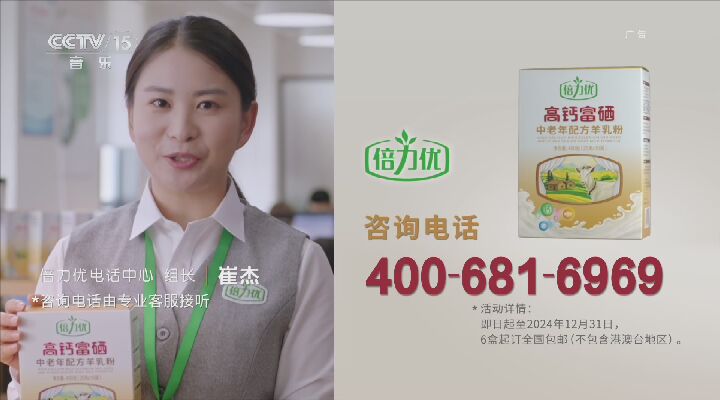 CCTV 15
音乐
广告
倍力优
高钙富硒
中老年配方羊乳粉
倍力优
咨询电话
400-681-6969
*活动详情:
即日起至2024年12月31日,
6盒起订全国包邮(不包含港澳台地区)。
倍力优电话中心 组长 崔杰
*咨询电话由专业客服接听
倍力优
倍力优
高钙富硒
中老年配方羊乳粉